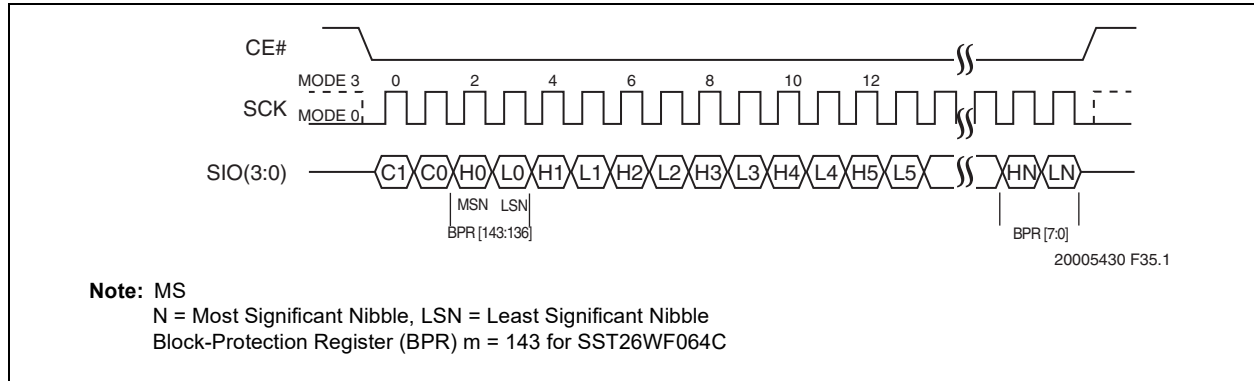 CE#
MODE 3 0 2 4 6 8 10 12
SCK
MODE 0
SIO(3:0) C1 C0 H0 L0 H1 L1 H2 L2 H3 L3 H4 L4 H5 L5 HN LN
MSN LSN
BPR [143:136] BPR [7:0]
20005430 F35.1
Note: MS
N = Most Significant Nibble, LSN = Least Significant Nibble
Block-Protection Register (BPR) m = 143 for SST26WF064C